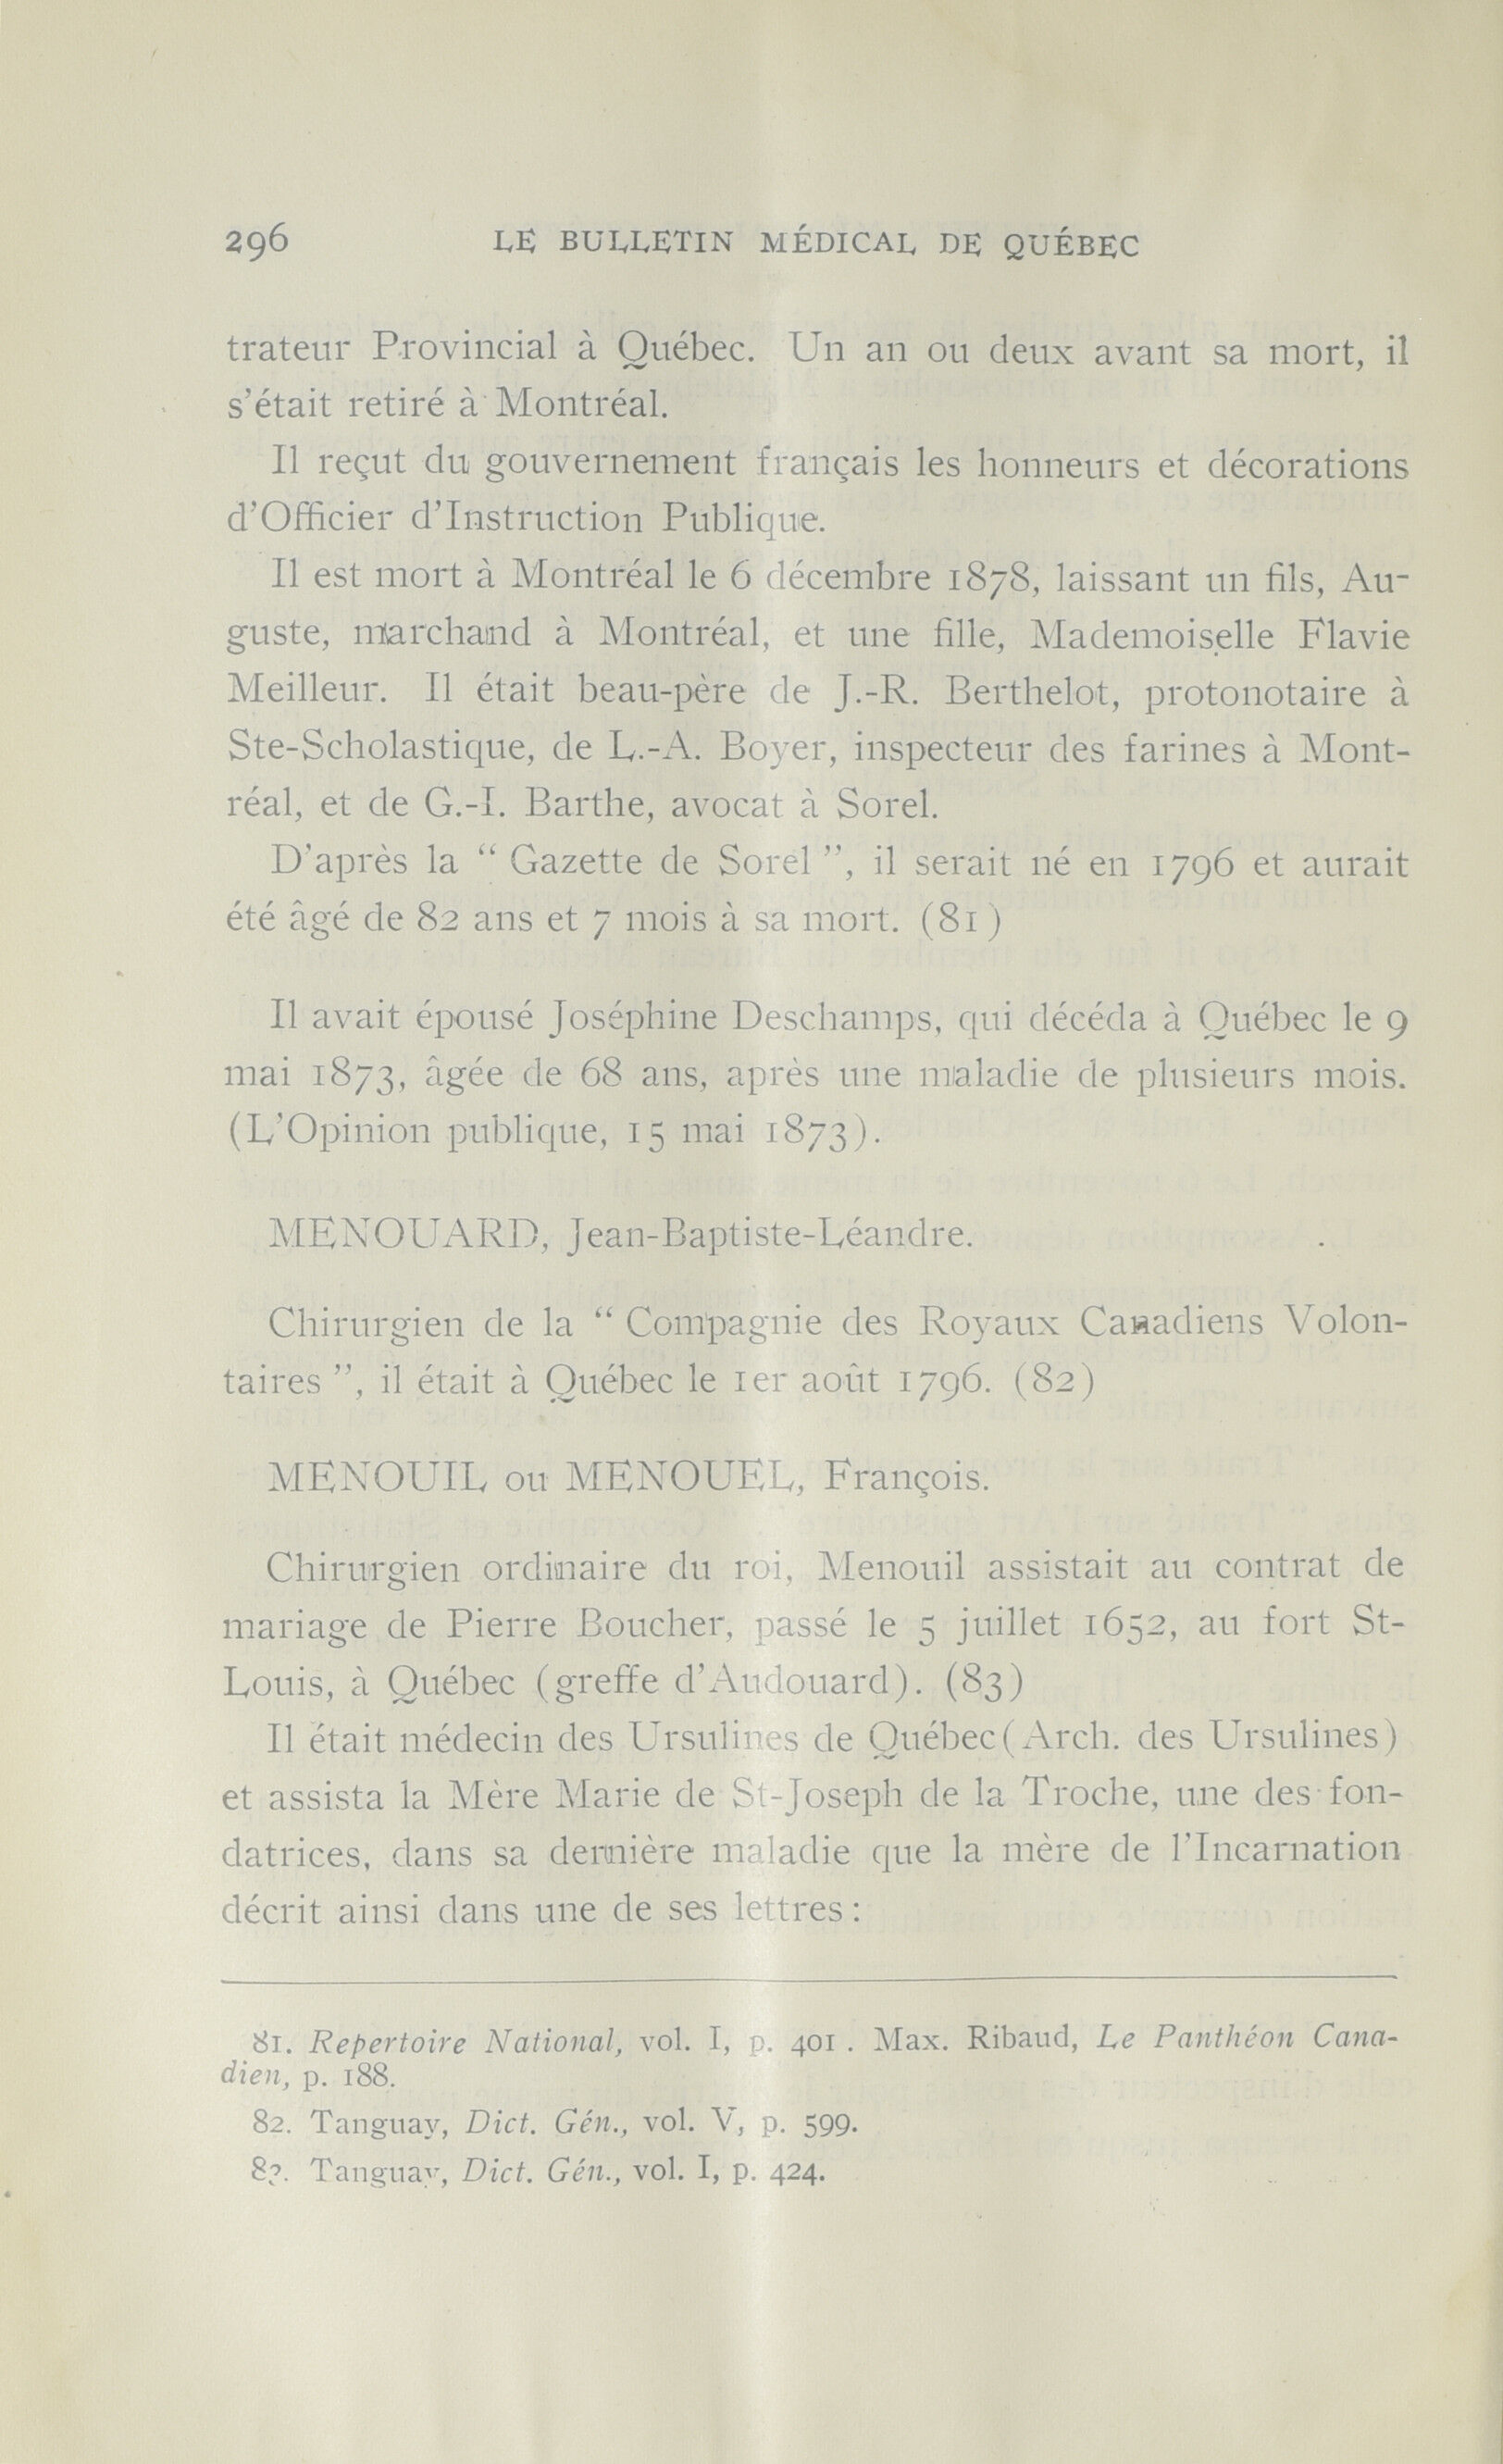 296 LE BULLETIN MÉDICAL DE QUÉBEC
trateur Provincial à Québec. Un an ou deux avant sa mort, il
s'était retiré à Montréal.
Il reçut du gouvernement français les honneurs et décorations
d'Officier d'Instruction Publique.
Il est mort à Montréal le 6 décembre 1878, laissant un fils, Au-
guste, marchand à Montréal, et une fille, Mademoiselle Flavie
Meilleur. Il était beau-père de J.-R. Berthelot, protonotaire à
Ste-Scholastique, de L.-A. Boyer, inspecteur des farines à Mont-
réal, et de G.-I. Barthe, avocat à Sorel.
D'après la “ Gazette de Sorel ”, il serait né en 1796 et aurait
été âgé de 82 ans et 7 mois à sa mort. (81)
Il avait épousé Joséphine Deschamps, qui décéda à Québec le 9
mai 1873, âgée de 68 ans, après une maladie de plusieurs mois.
(L'Opinion publique, 15 mai 1873).
MENOUARD, Jean-Baptiste-Léandre.
Chirurgien de la “ Compagnie des Royaux Canadiens Volon-
taires ”, il était à Québec le 1er août 1796. (82)
MENOUIL ou MENOUEL, François.
Chirurgien ordinaire du roi, Menouil assistait au contrat de
mariage de Pierre Boucher, passé le 5 juillet 1652, au fort St-
Louis, à Québec (greffe d'Audouard). (83)
Il était médecin des Ursulines de Québec (Arch. des Ursulines)
et assista la Mère Marie de St-Joseph de la Troche, une des fon-
datrices, dans sa dernière maladie que la mère de l'Incarnation
décrit ainsi dans une de ses lettres:
81. Repertoire National, vol. I, p. 401. Max. Ribaud, Le Panthéon Cana-
dien, p. 188.
82. Tanguay, Dict. Gén., vol. V, p. 599.
83. Tanguay, Dict. Gén., vol. I, p. 424.